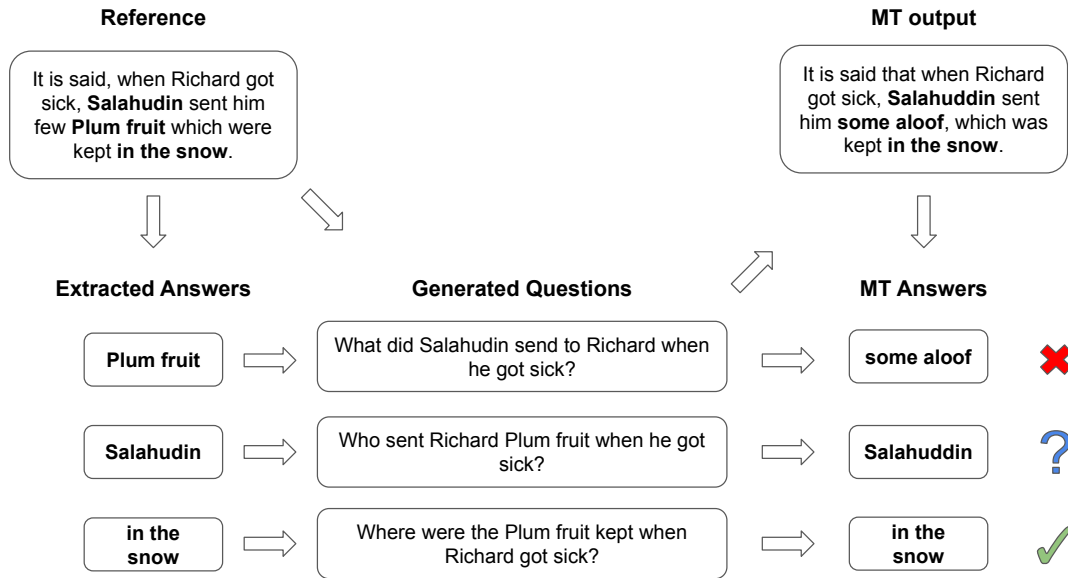 Reference
MT output
It is said, when Richard got
sick, Salahudin sent him
few Plum fruit which were
kept in the snow.
It is said that when Richard
got sick, Salahuddin sent
him some aloof, which was
kept in the snow.
Extracted Answers
Generated Questions
MT Answers
Plum fruit
What did Salahudin send to Richard when
he got sick?
some aloof
Salahudin
Who sent Richard Plum fruit when he got
sick?
Salahuddin
?
in the
snow
Where were the Plum fruit kept when
Richard got sick?
in the
snow